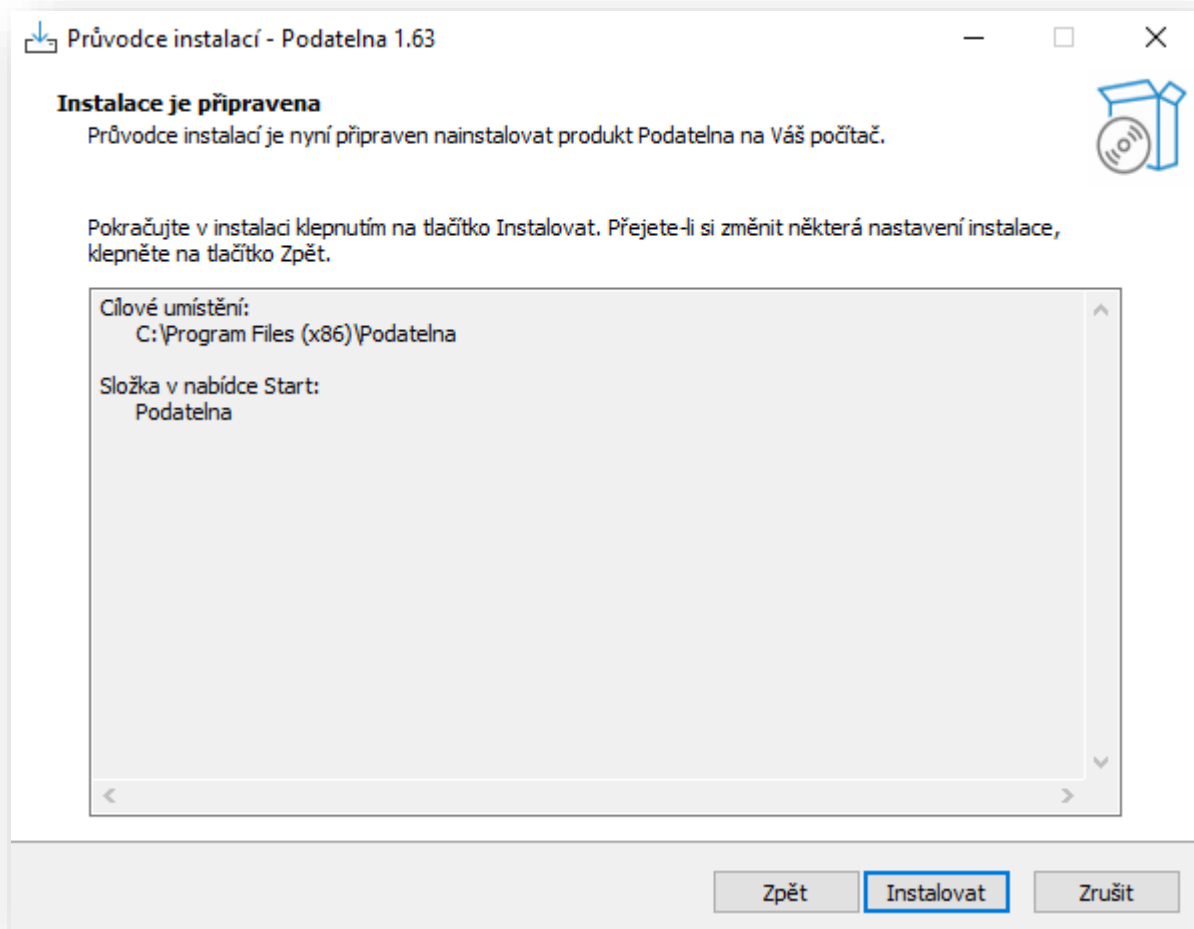 Průvodce instalací - Podatelna 1.63
Instalace je připravena
Průvodce instalací je nyní připraven nainstalovat produkt Podatelna na Váš počítač.
Pokračujte v instalaci klepnutím na tlačítko Instalovat. Přejete-li si změnit některá nastavení instalace,
klepněte na tlačítko Zpět.
Cílové umístění:
C:\Program Files (x86)\Podatelna
Složka v nabídce Start:
Podatelna
Zpět
Instalovat
Zrušit